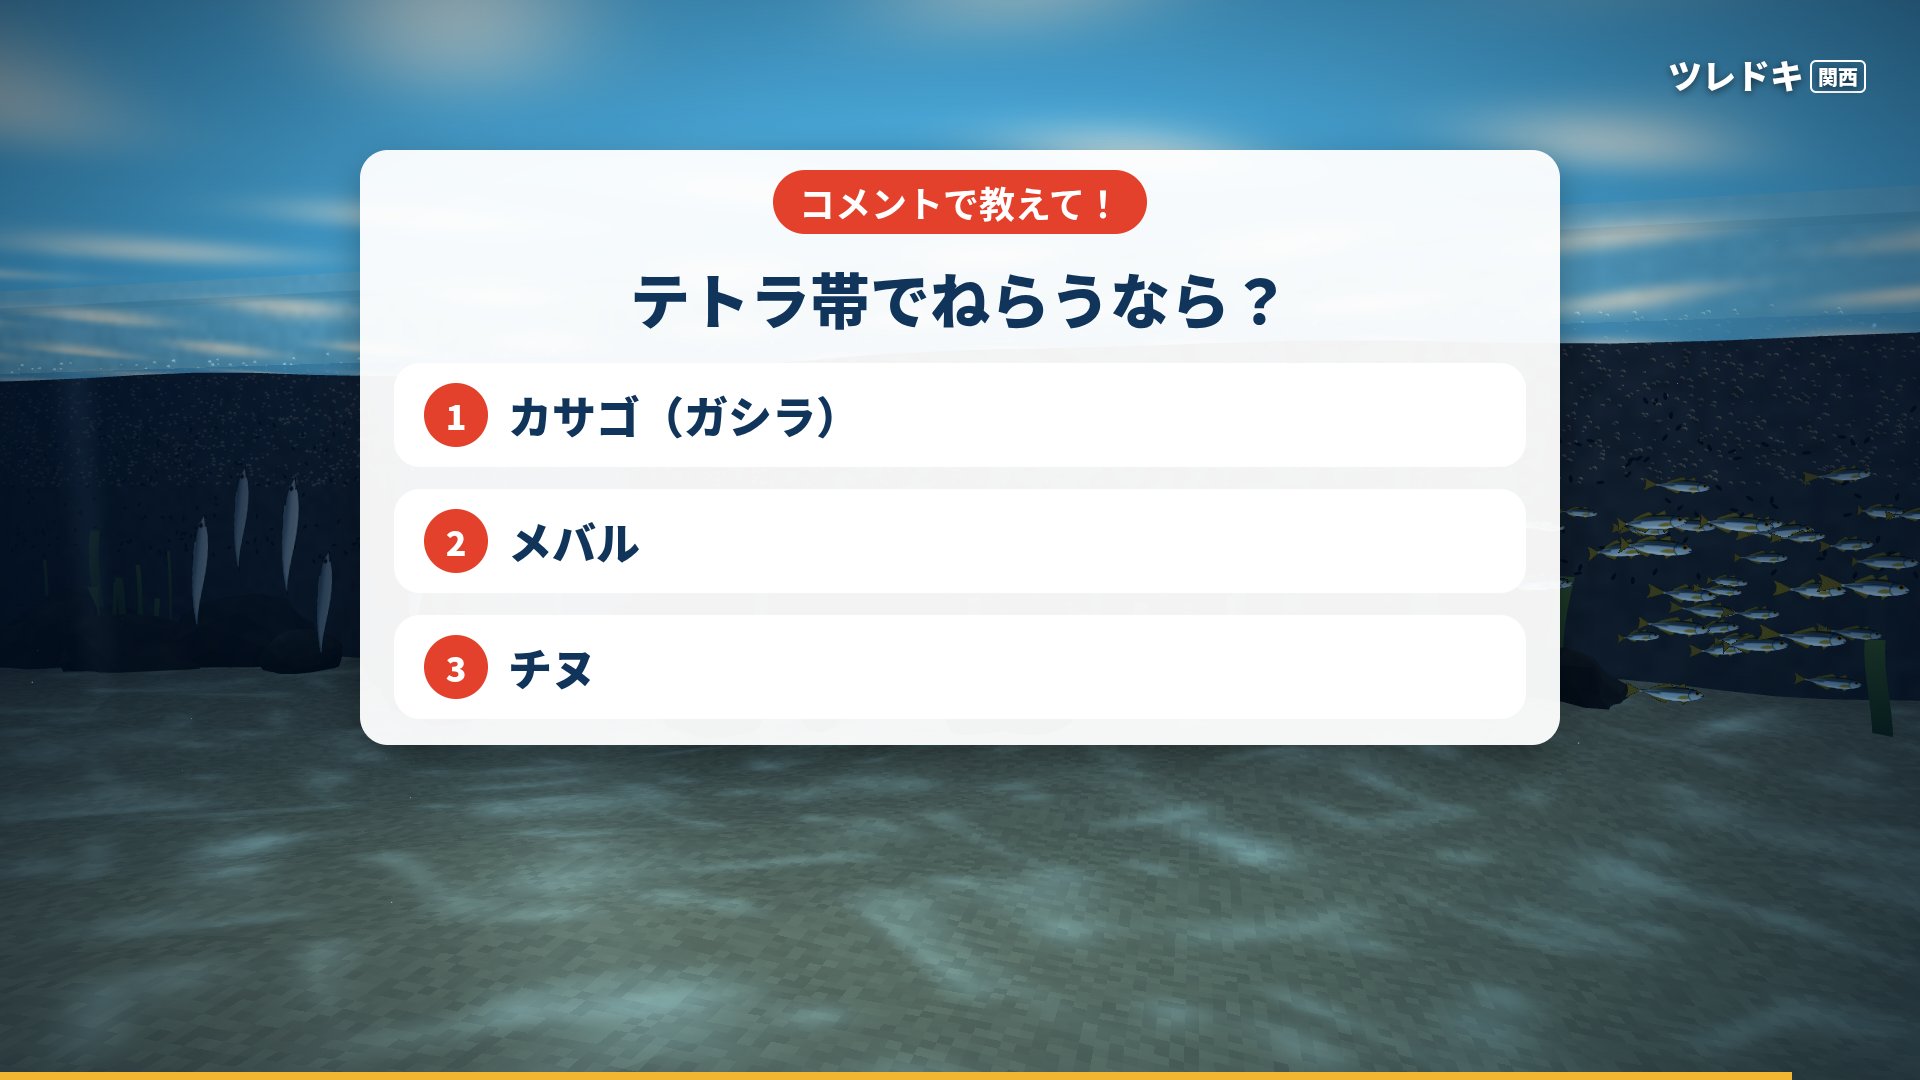 ツレドキ 関西
コメントで教えて！
テトラ帯でねらうなら？
1 カサゴ（ガシラ）
2 メバル
3 チヌ